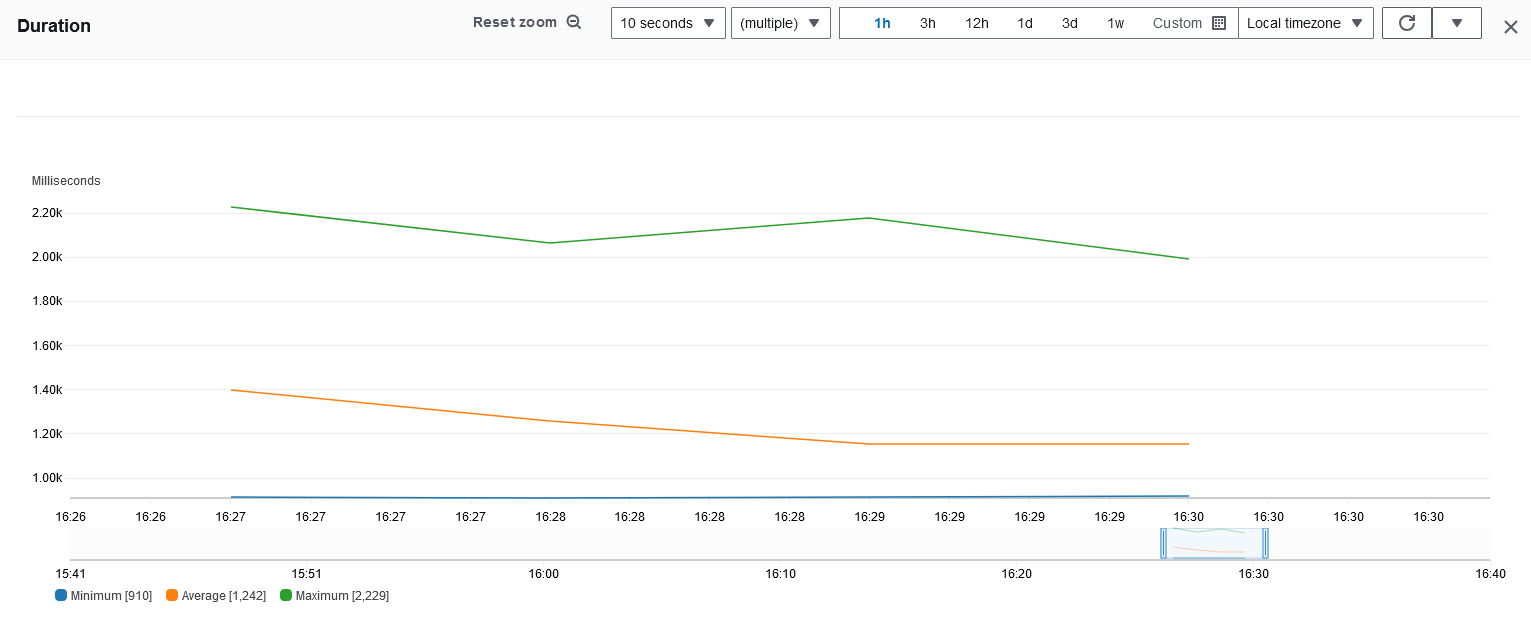 Duration
Reset zoom
10 seconds
(multiple)
1h 3h 12h 1d 3d 1w Custom
Local timezone
Milliseconds
2.20k
2.00k
1.80k
1.60k
1.40k
1.20k
1.00k
16:26 16:26 16:27 16:27 16:27 16:27 16:28 16:28 16:28 16:28 16:29 16:29 16:29 16:29 16:30 16:30 16:30 16:30
15:41 15:51 16:00 16:10 16:20 16:30 16:40
Minimum [910] Average [1,242] Maximum [2,229]